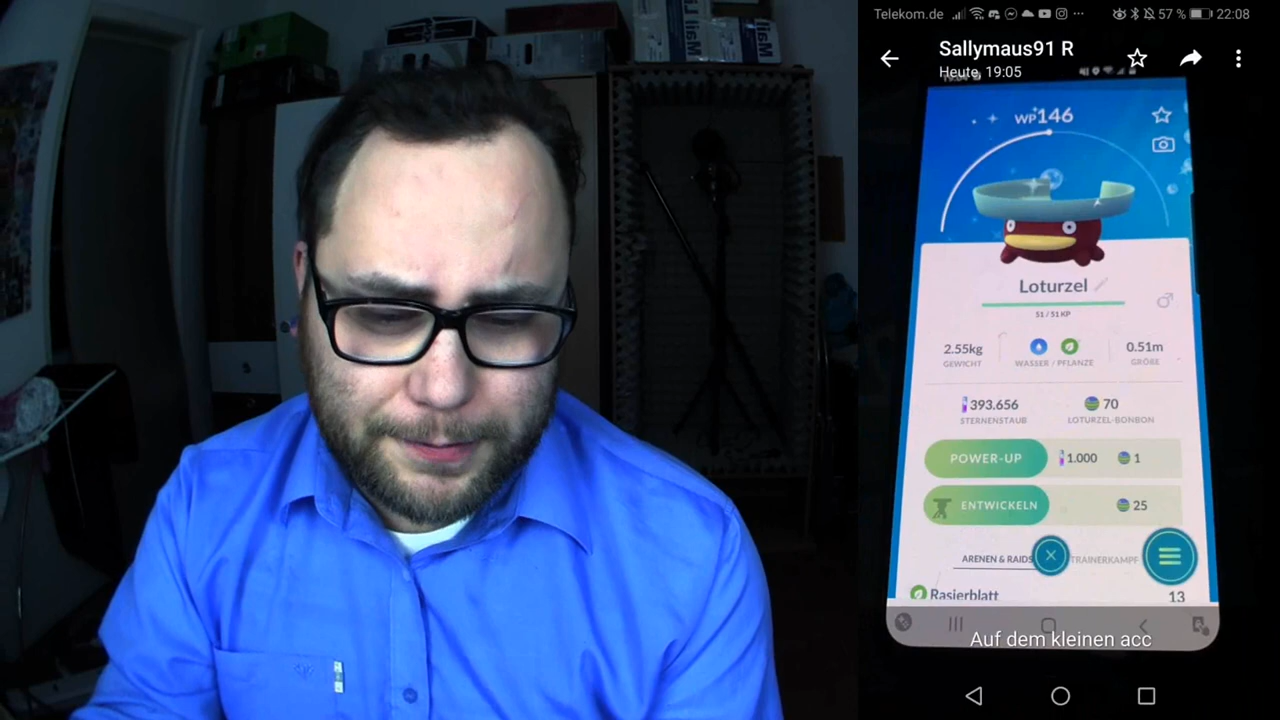 Telekom.de
57 % 22:08
Sallymaus91 R
Heute, 19:05
WP146
Loturzel
51 / 51 KP
2.55kg
GEWICHT
WASSER / PFLANZE
0.51m
GRÖßE
393.656
STERNENSTAUB
70
LOTURZEL-BONBON
POWER-UP
1.000
1
ENTWICKELN
25
ARENEN & RAIDS
TRAINERKAMPF
Rasierblatt
13
Auf dem kleinen acc